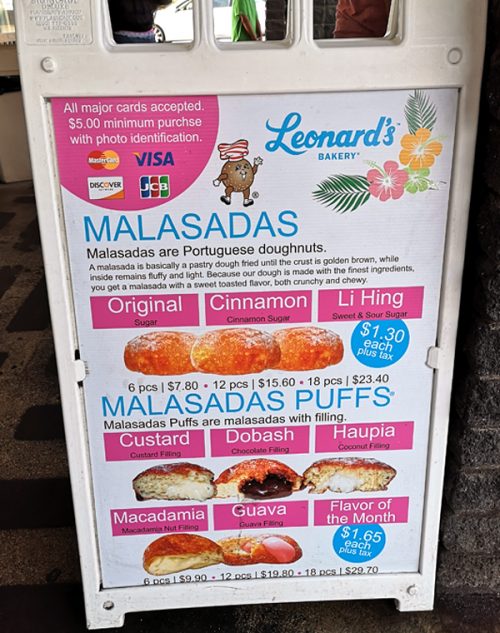 All major cards accepted.
$5.00 minimum purchse
with photo identification.
MasterCard VISA
DISCOVER JCB
Leonard's
BAKERY
®
MALASADAS
Malasadas are Portuguese doughnuts.
A malasada is basically a pastry dough fried until the crust is golden brown, while
inside remains fluffy and light. Because our dough is made with the finest ingredients,
you get a malasada with a sweet toasted flavor, both crunchy and chewy.
Original Cinnamon Li Hing
Sugar Cinnamon Sugar Sweet & Sour Sugar
$1.30
each
plus tax
6 pcs | $7.80 • 12 pcs | $15.60 • 18 pcs | $23.40
MALASADAS PUFFS®
Malasadas Puffs are malasadas with filling.
Custard Dobash Haupia
Custard Filling Chocolate Filling Coconut Filling
Macadamia Guava Flavor of
the Month
Macadamia Nut Filling Guava Filling
$1.65
each
plus tax
6 pcs | $9.90 • 12 pcs | $19.80 • 18 pcs | $29.70